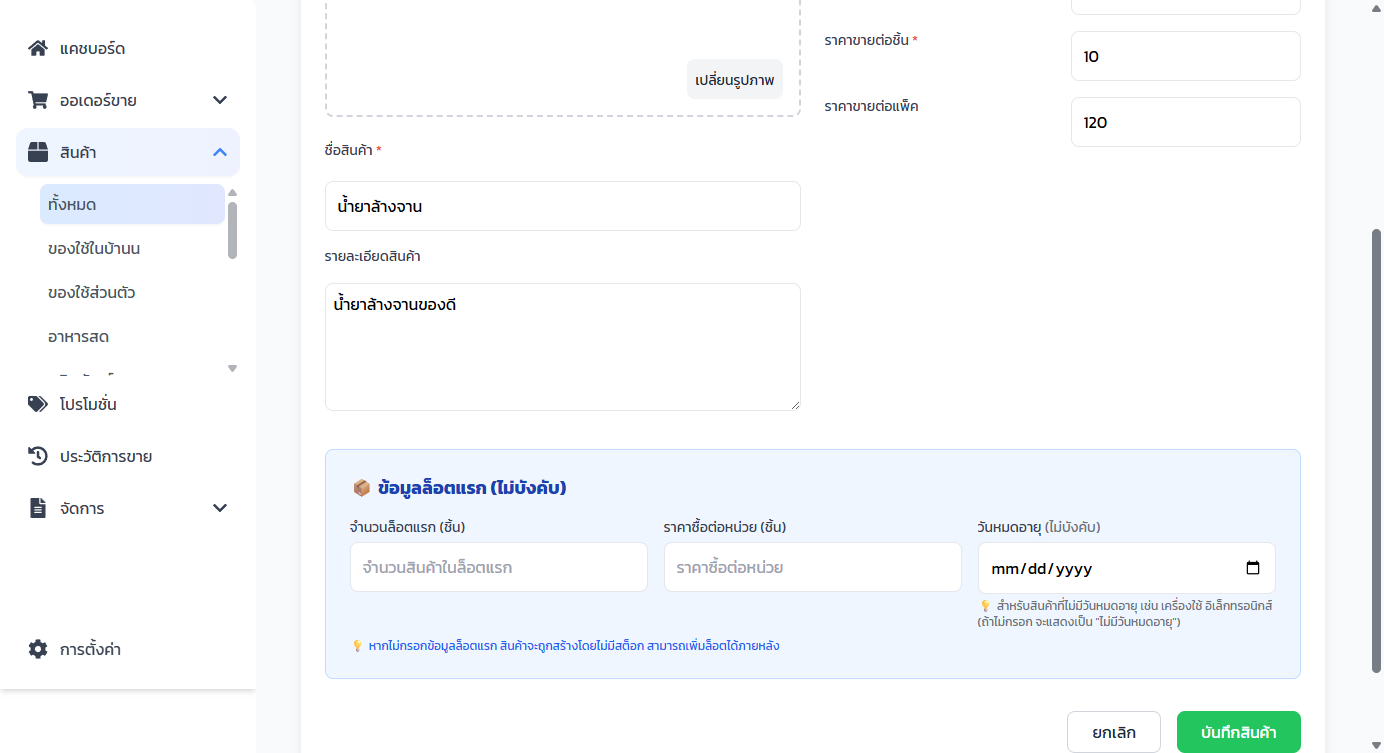 แคชบอร์ด
ออเดอร์ขาย
สินค้า
ทั้งหมด
ของใช้ในบ้านน
ของใช้ส่วนตัว
อาหารสด
โปรโมชั่น
ประวัติการขาย
จัดการ
การตั้งค่า
เปลี่ยนรูปภาพ
ราคาขายต่อชิ้น *
10
ราคาขายต่อแพ็ค
120
ชื่อสินค้า *
น้ำยาล้างจาน
รายละเอียดสินค้า
น้ำยาล้างจานของดี
📦 ข้อมูลล็อตแรก (ไม่บังคับ)
จำนวนล็อตแรก (ชิ้น)
จำนวนสินค้าในล็อตแรก
ราคาซื้อต่อหน่วย (ชิ้น)
ราคาซื้อต่อหน่วย
วันหมดอายุ (ไม่บังคับ)
mm/dd/yyyy
💡 สำหรับสินค้าที่ไม่มีวันหมดอายุ เช่น เครื่องใช้ อิเล็กทรอนิกส์
(ถ้าไม่กรอก จะแสดงเป็น "ไม่มีวันหมดอายุ")
💡 หากไม่กรอกข้อมูลล็อตแรก สินค้าจะถูกสร้างโดยไม่มีสต็อก สามารถเพิ่มล็อตได้ภายหลัง
ยกเลิก
บันทึกสินค้า